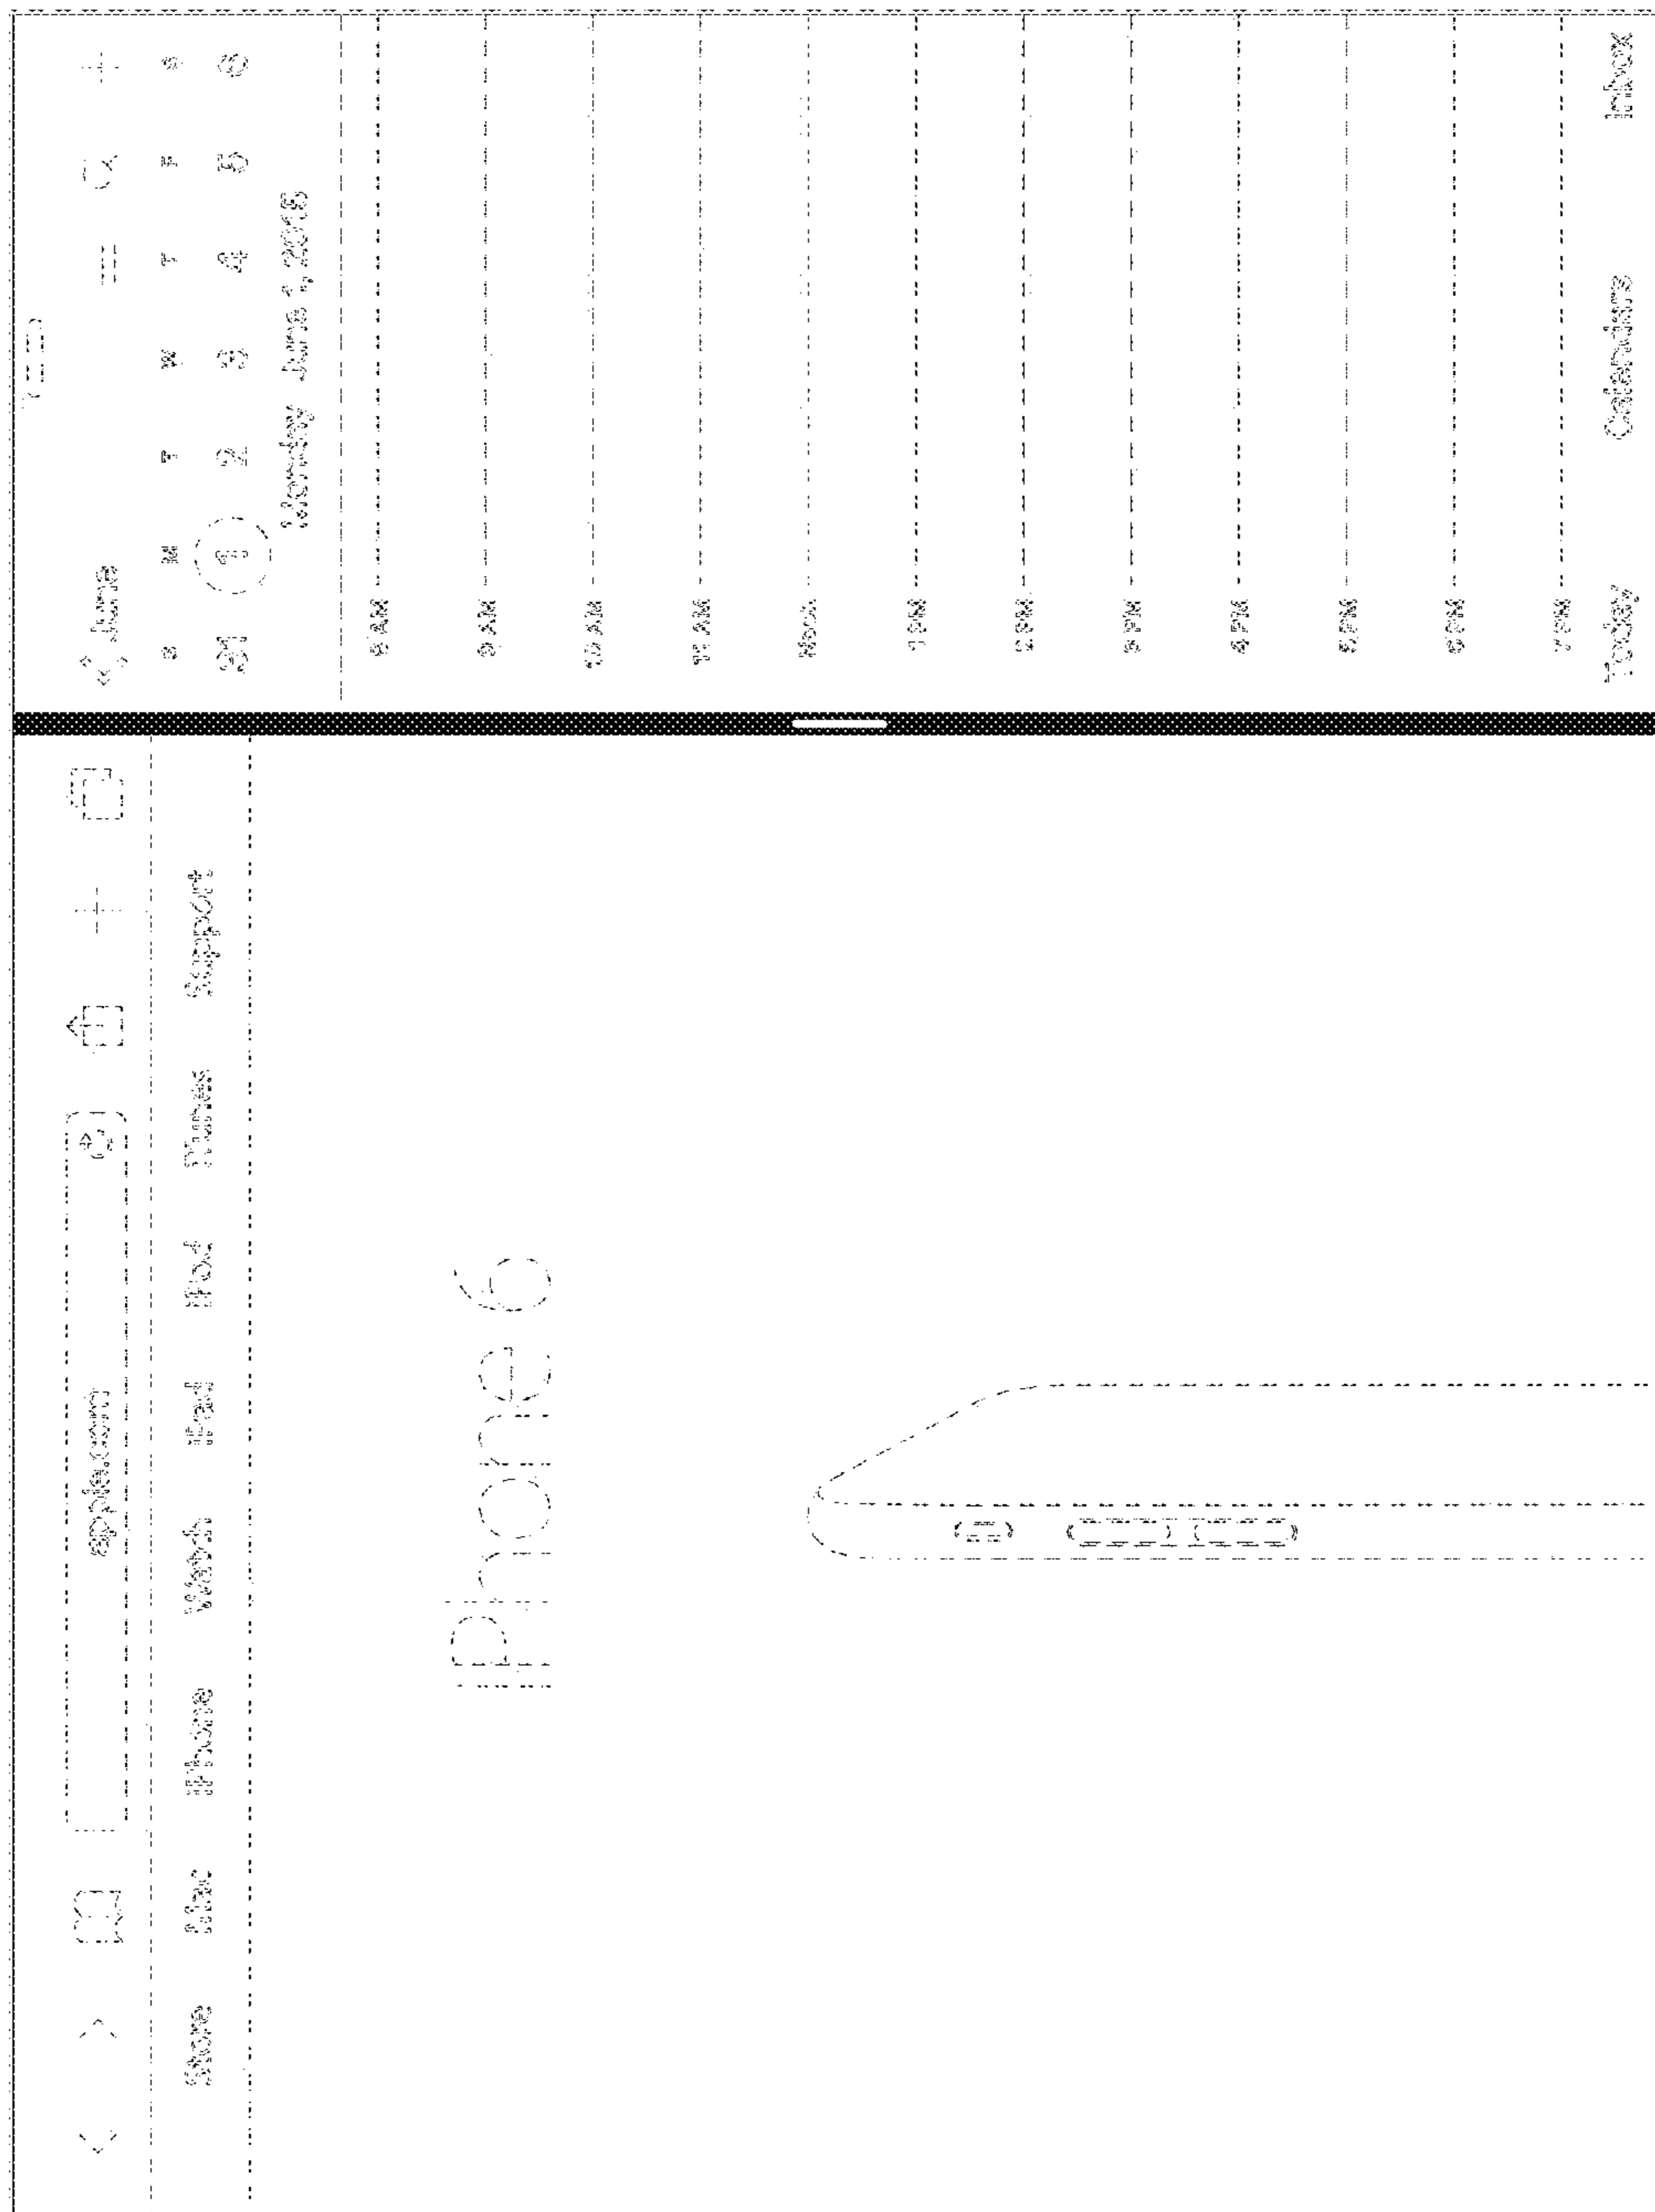 apple.com
Store Mac iPhone Watch iPad iPod iTunes Support
iPhone 6
June
S M T W T F S
31 1 2 3 4 5 6
Monday June 1, 2015
8 AM
9 AM
10 AM
11 AM
Noon
1 PM
2 PM
3 PM
4 PM
5 PM
6 PM
7 PM
Today Calendars Inbox